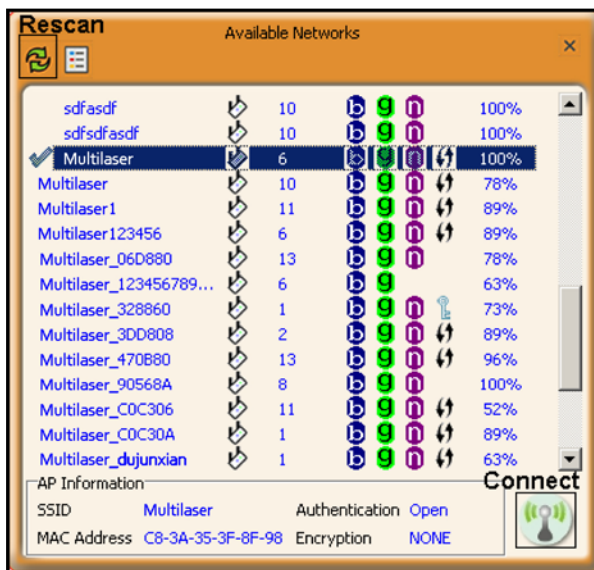 Rescan
Available Networks
sdfasdf 10 b g n 100%
sdfsdfasdf 10 b g n 100%
Multilaser 6 b g n 100%
Multilaser 10 b g n 78%
Multilaser1 11 b g n 89%
Multilaser123456 6 b g n 89%
Multilaser_06D880 13 b g n 78%
Multilaser_123456789... 6 b g 63%
Multilaser_328860 1 b g n 73%
Multilaser_3DD808 2 b g n 89%
Multilaser_470B80 13 b g n 96%
Multilaser_90568A 8 b g n 100%
Multilaser_C0C306 11 b g n 52%
Multilaser_C0C30A 1 b g n 89%
Multilaser_dujunxian 1 b g n 63%
AP Information
Connect
SSID Multilaser Authentication Open
MAC Address C8-3A-35-3F-8F-98 Encryption NONE